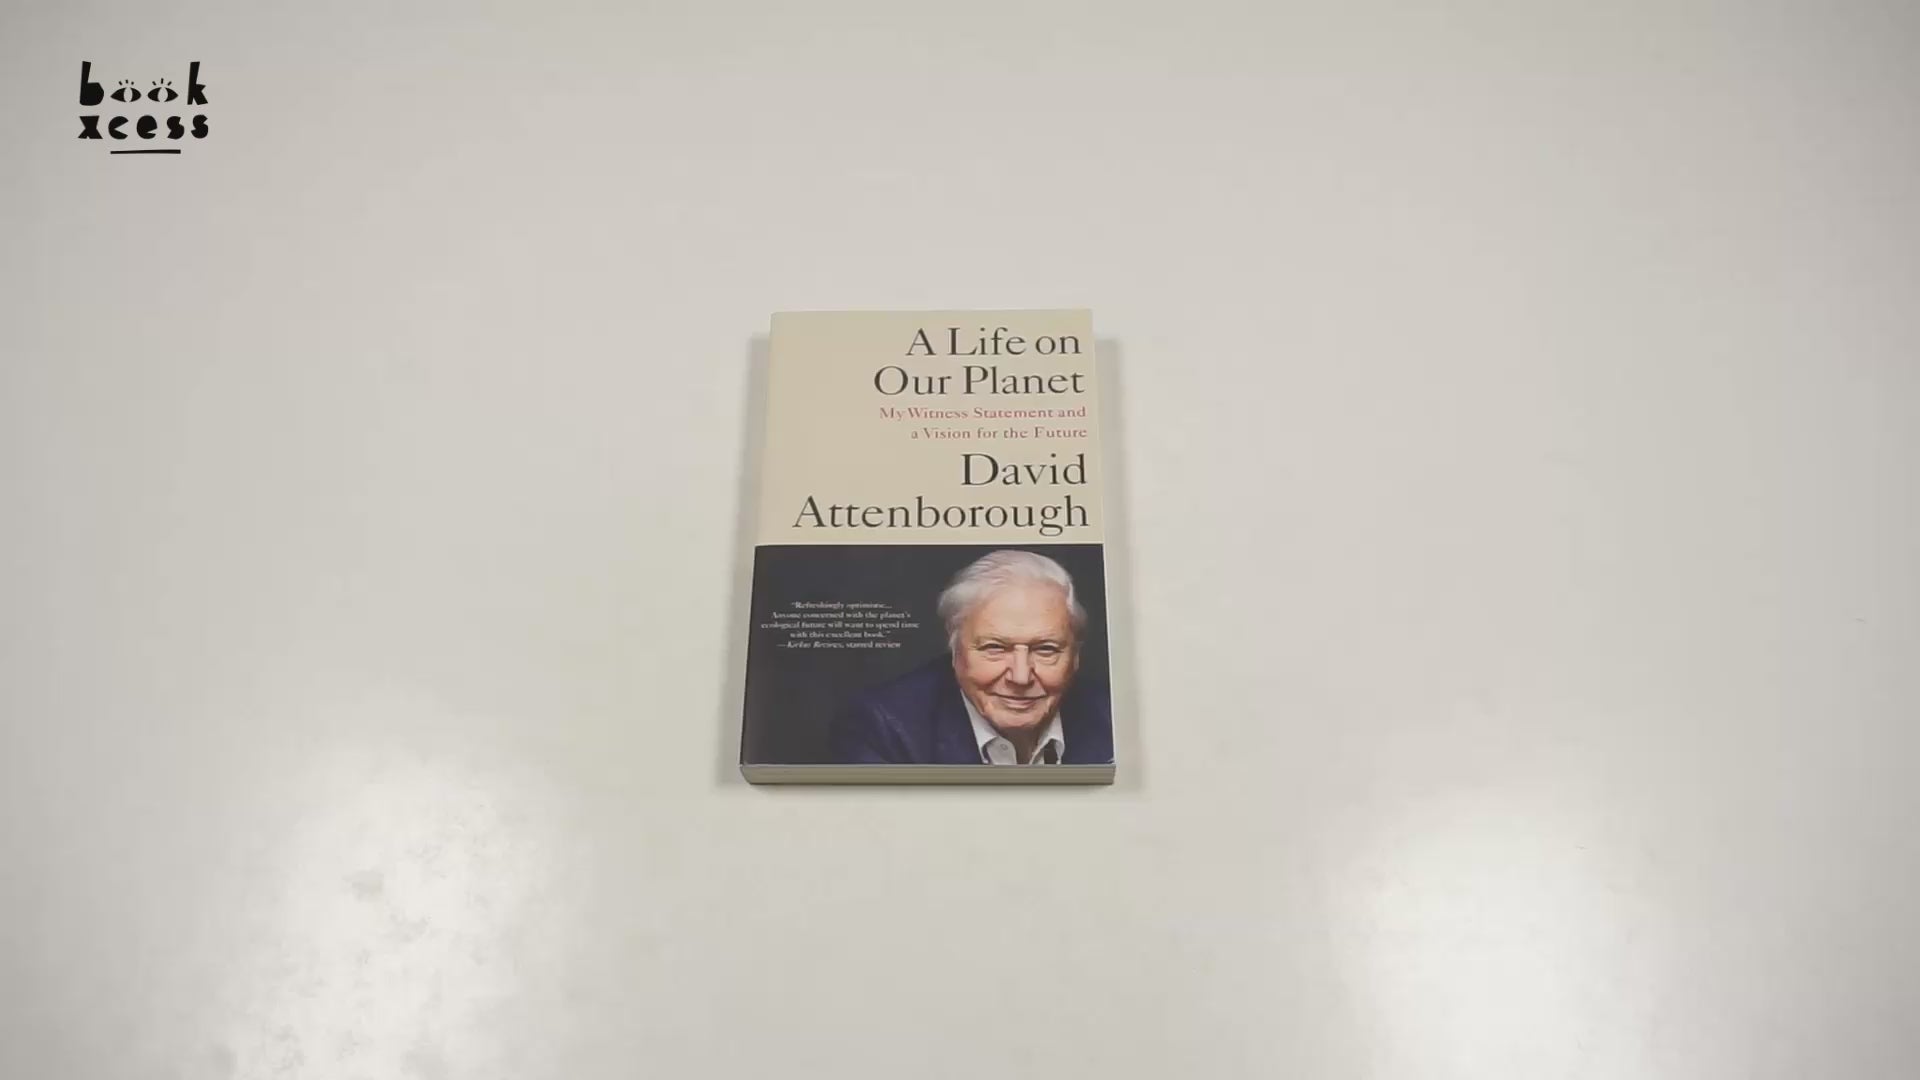 book
xcess
A Life on
Our Planet
My Witness Statement and
a Vision for the Future
David
Attenborough
"Refreshingly optimistic...
Anyone concerned with the planet's
ecological future will want to spend time
with this excellent book."
—Kirkus Reviews, starred review